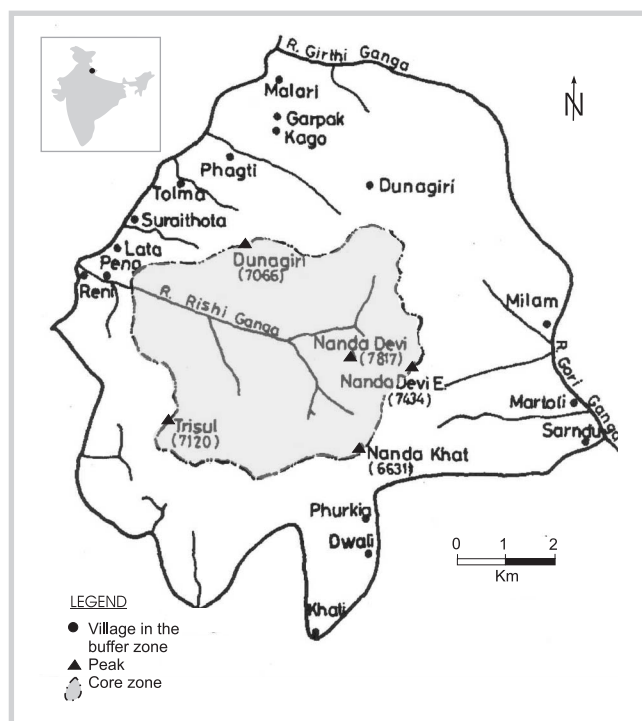 R. Girthi Ganga
N
Malari
Garpak
Kago
Phagti
Dunagiri
Tolma
Suraithota
Lata
Peng
Reni
Dunagiri
(7066)
R. Rishi Ganga
Milam
Nanda Devi
(7817)
Nanda Devi E.
(7434)
R. Gori Ganga
Martoli
Sarndu
Trisul
(7120)
Nanda Khat
(6631)
Phurkia
Dwali
0 1 2
Km
Khati
LEGEND
Village in the
buffer zone
Peak
Core zone